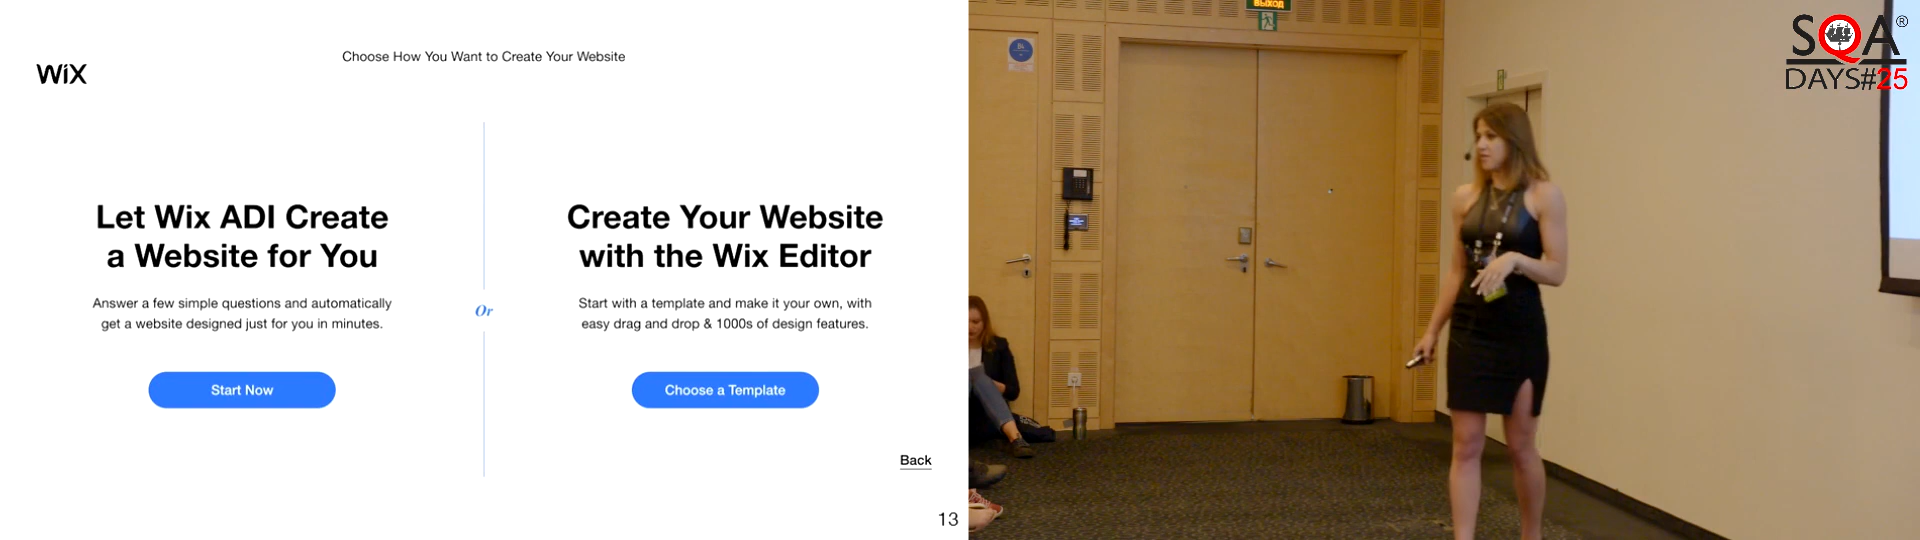 Choose How You Want to Create Your Website
WiX
Let Wix ADI Create
a Website for You
Answer a few simple questions and automatically
get a website designed just for you in minutes.
Start Now
Or
Create Your Website
with the Wix Editor
Start with a template and make it your own, with
easy drag and drop & 1000s of design features.
Choose a Template
Back
13
ВЫХОД
SQA®
DAYS#25